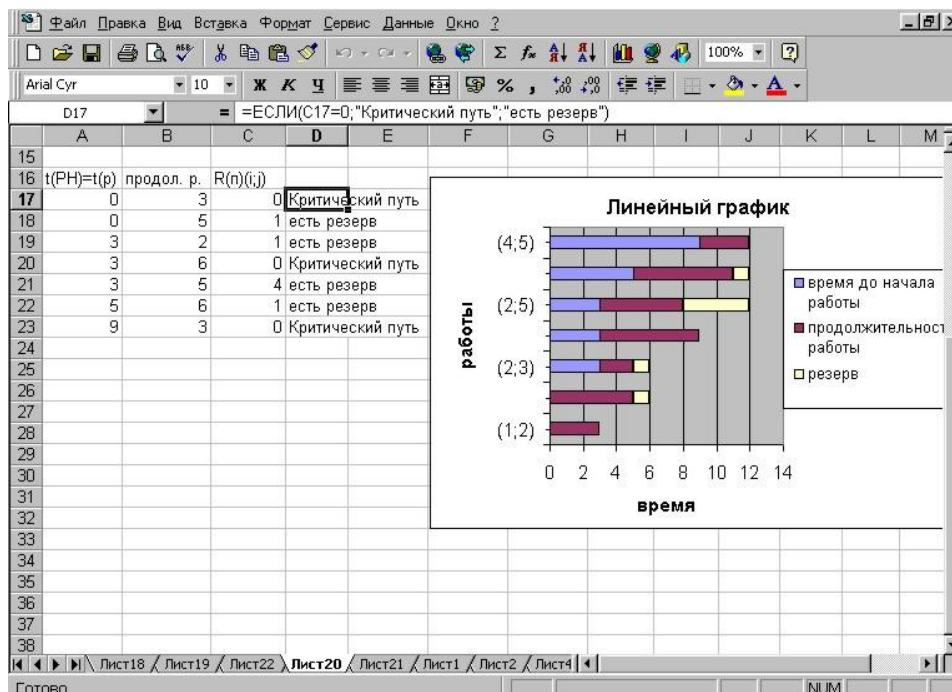 Файл Правка Вид Вставка Формат Сервис Данные Окно ?
100%
Arial Cyr 10 Ж К Ч % ,
D17 = =ЕСЛИ(C17=0;"Критический путь";"есть резерв")
A B C D E F G H I J K L M
15
16 t(РН)=t(р) продол. р. R(п)(i;j)
17 0 3 0 Критический путь
18 0 5 1 есть резерв
19 3 2 1 есть резерв
20 3 6 0 Критический путь
21 3 5 4 есть резерв
22 5 6 1 есть резерв
23 9 3 0 Критический путь
24
25
26
27
28
29
30
31
32
33
34
35
36
37
38
Линейный график
работы
(4;5)
(2;5)
(2;3)
(1;2)
0 2 4 6 8 10 12 14
время
время до начала
работы
продолжительност
работы
резерв
Лист18 Лист19 Лист22 Лист20 Лист21 Лист1 Лист2 Лист4
Готово NUM